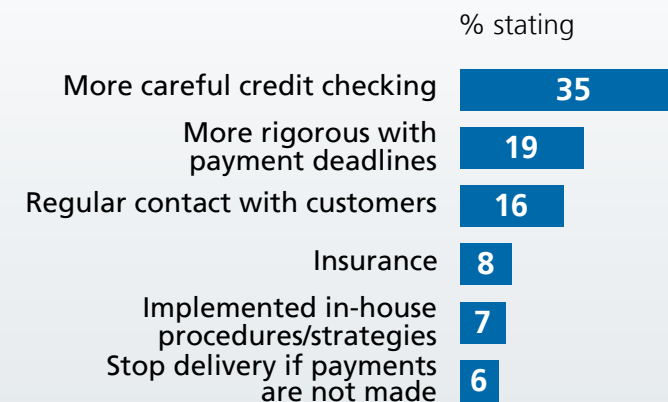 % stating
More careful credit checking 35
More rigorous with
payment deadlines 19
Regular contact with customers 16
Insurance 8
Implemented in-house
procedures/strategies 7
Stop delivery if payments
are not made 6